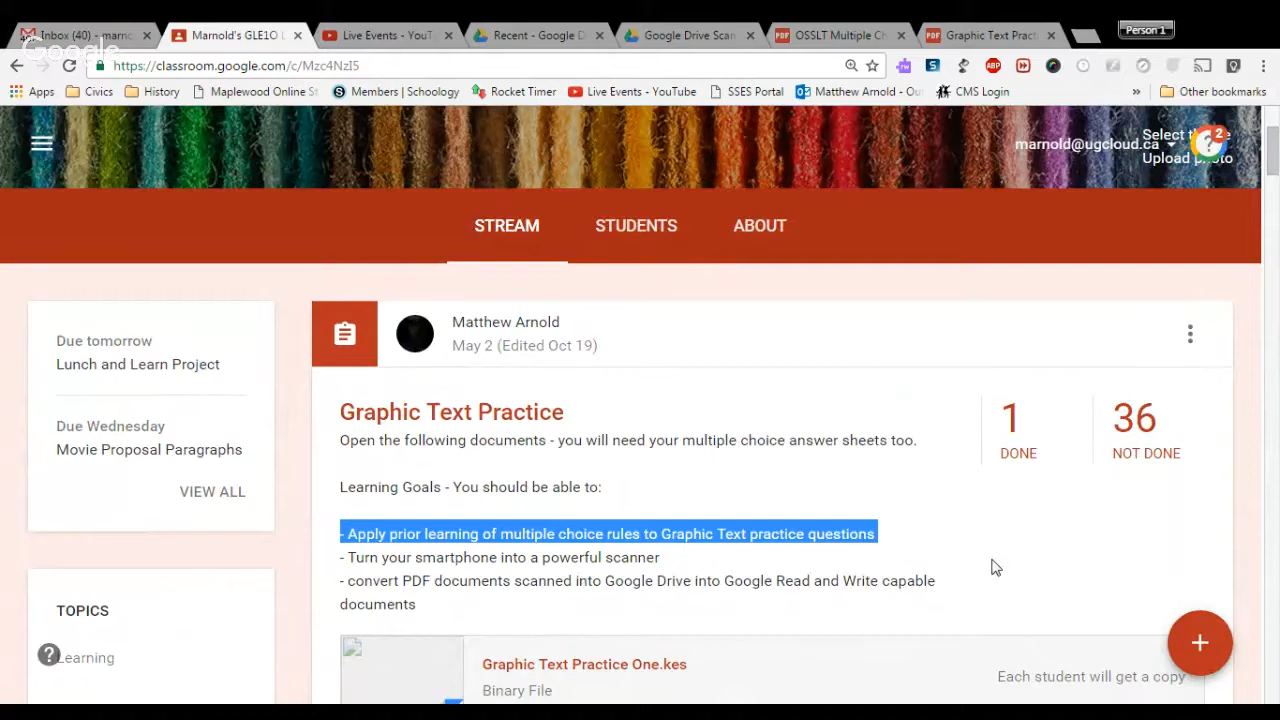 Inbox (40) - marno
Marnold's GLE1O L
Live Events - YouT
Recent - Google D
Google Drive Scan
OSSLT Multiple Ch
Graphic Text Pract
Person 1
Google
https://classroom.google.com/c/Mzc4NzI5
Apps
Civics
History
Maplewood Online St
Members | Schoology
Rocket Timer
Live Events - YouTube
SSES Portal
Matthew Arnold - Ou
CMS Login
»
Other bookmarks
marnold@ugcloud.ca
Select
Upload photo
2
STREAM
STUDENTS
ABOUT
Due tomorrow
Lunch and Learn Project
Due Wednesday
Movie Proposal Paragraphs
VIEW ALL
TOPICS
Learning
Matthew Arnold
May 2 (Edited Oct 19)
Graphic Text Practice
Open the following documents - you will need your multiple choice answer sheets too.
1
DONE
36
NOT DONE
Learning Goals - You should be able to:
- Apply prior learning of multiple choice rules to Graphic Text practice questions
- Turn your smartphone into a powerful scanner
- convert PDF documents scanned into Google Drive into Google Read and Write capable
documents
Graphic Text Practice One.kes
Binary File
Each student will get a copy